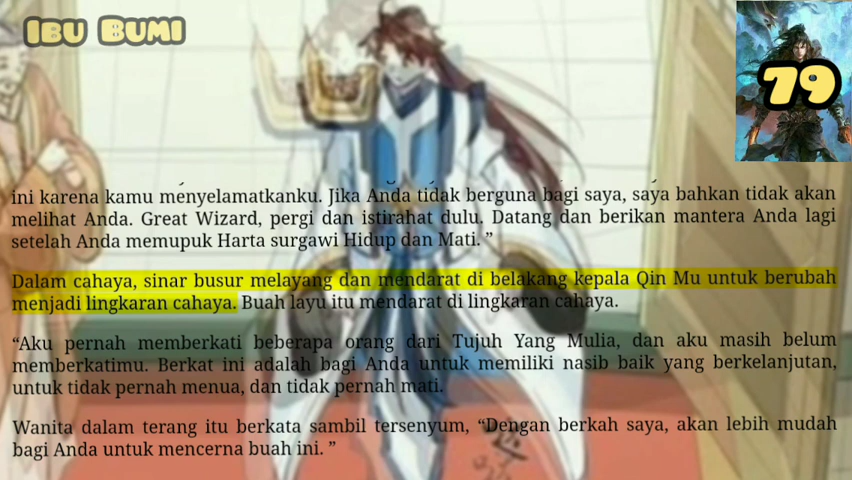 Ibu Bumi
79
ini karena kamu menyelamatkanku. Jika Anda tidak berguna bagi saya, saya bahkan tidak akan
melihat Anda. Great Wizard, pergi dan istirahat dulu. Datang dan berikan mantera Anda lagi
setelah Anda memupuk Harta surgawi Hidup dan Mati. ”
Dalam cahaya, sinar busur melayang dan mendarat di belakang kepala Qin Mu untuk berubah
menjadi lingkaran cahaya. Buah layu itu mendarat di lingkaran cahaya.
“Aku pernah memberkati beberapa orang dari Tujuh Yang Mulia, dan aku masih belum
memberkatimu. Berkat ini adalah bagi Anda untuk memiliki nasib baik yang berkelanjutan,
untuk tidak pernah menua, dan tidak pernah mati.
Wanita dalam terang itu berkata sambil tersenyum, “Dengan berkah saya, akan lebih mudah
bagi Anda untuk mencerna buah ini. ”